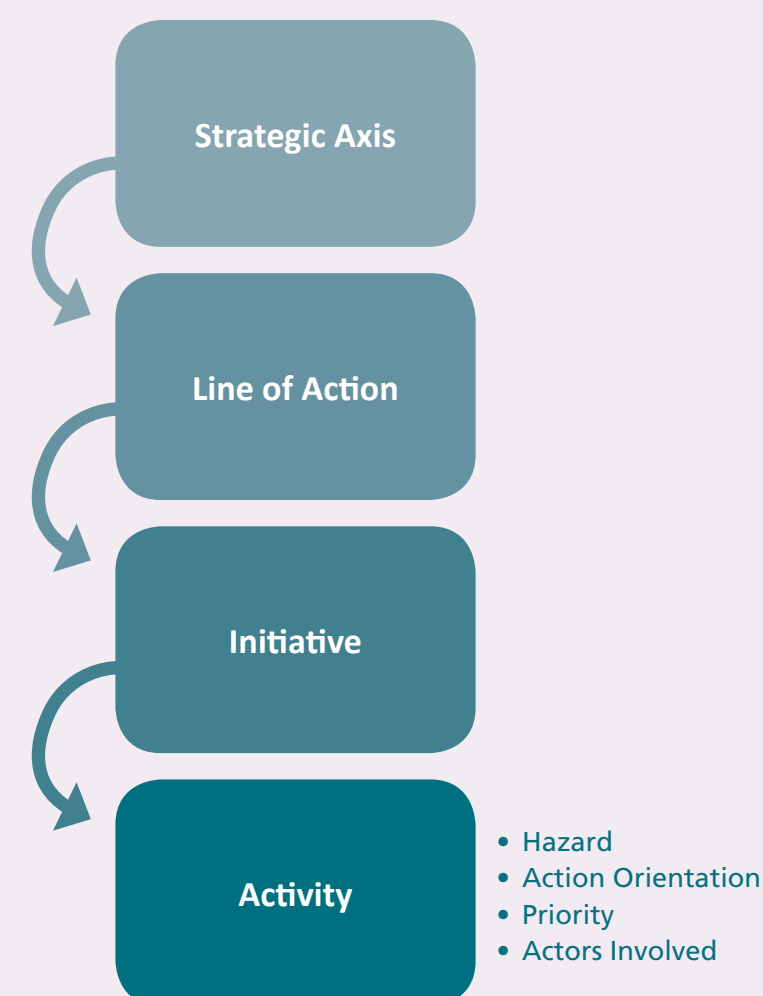 Strategic Axis
Line of Action
Initiative
Activity
• Hazard
• Action Orientation
• Priority
• Actors Involved